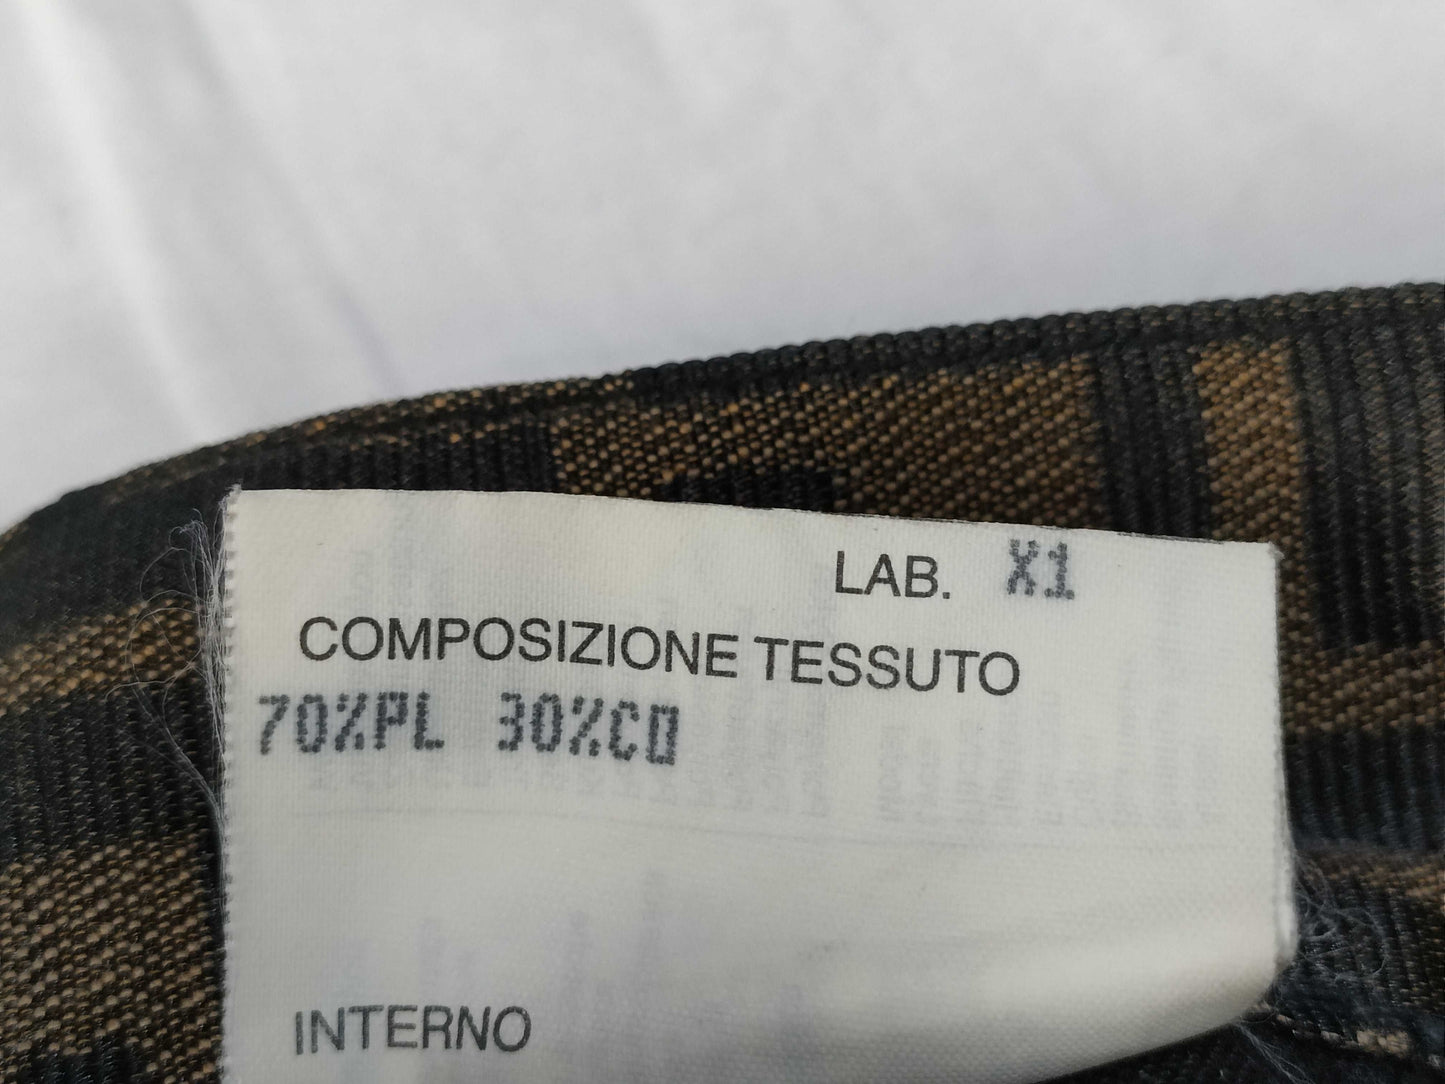 LAB. X1
COMPOSIZIONE TESSUTO
70%PL 30%CO
INTERNO